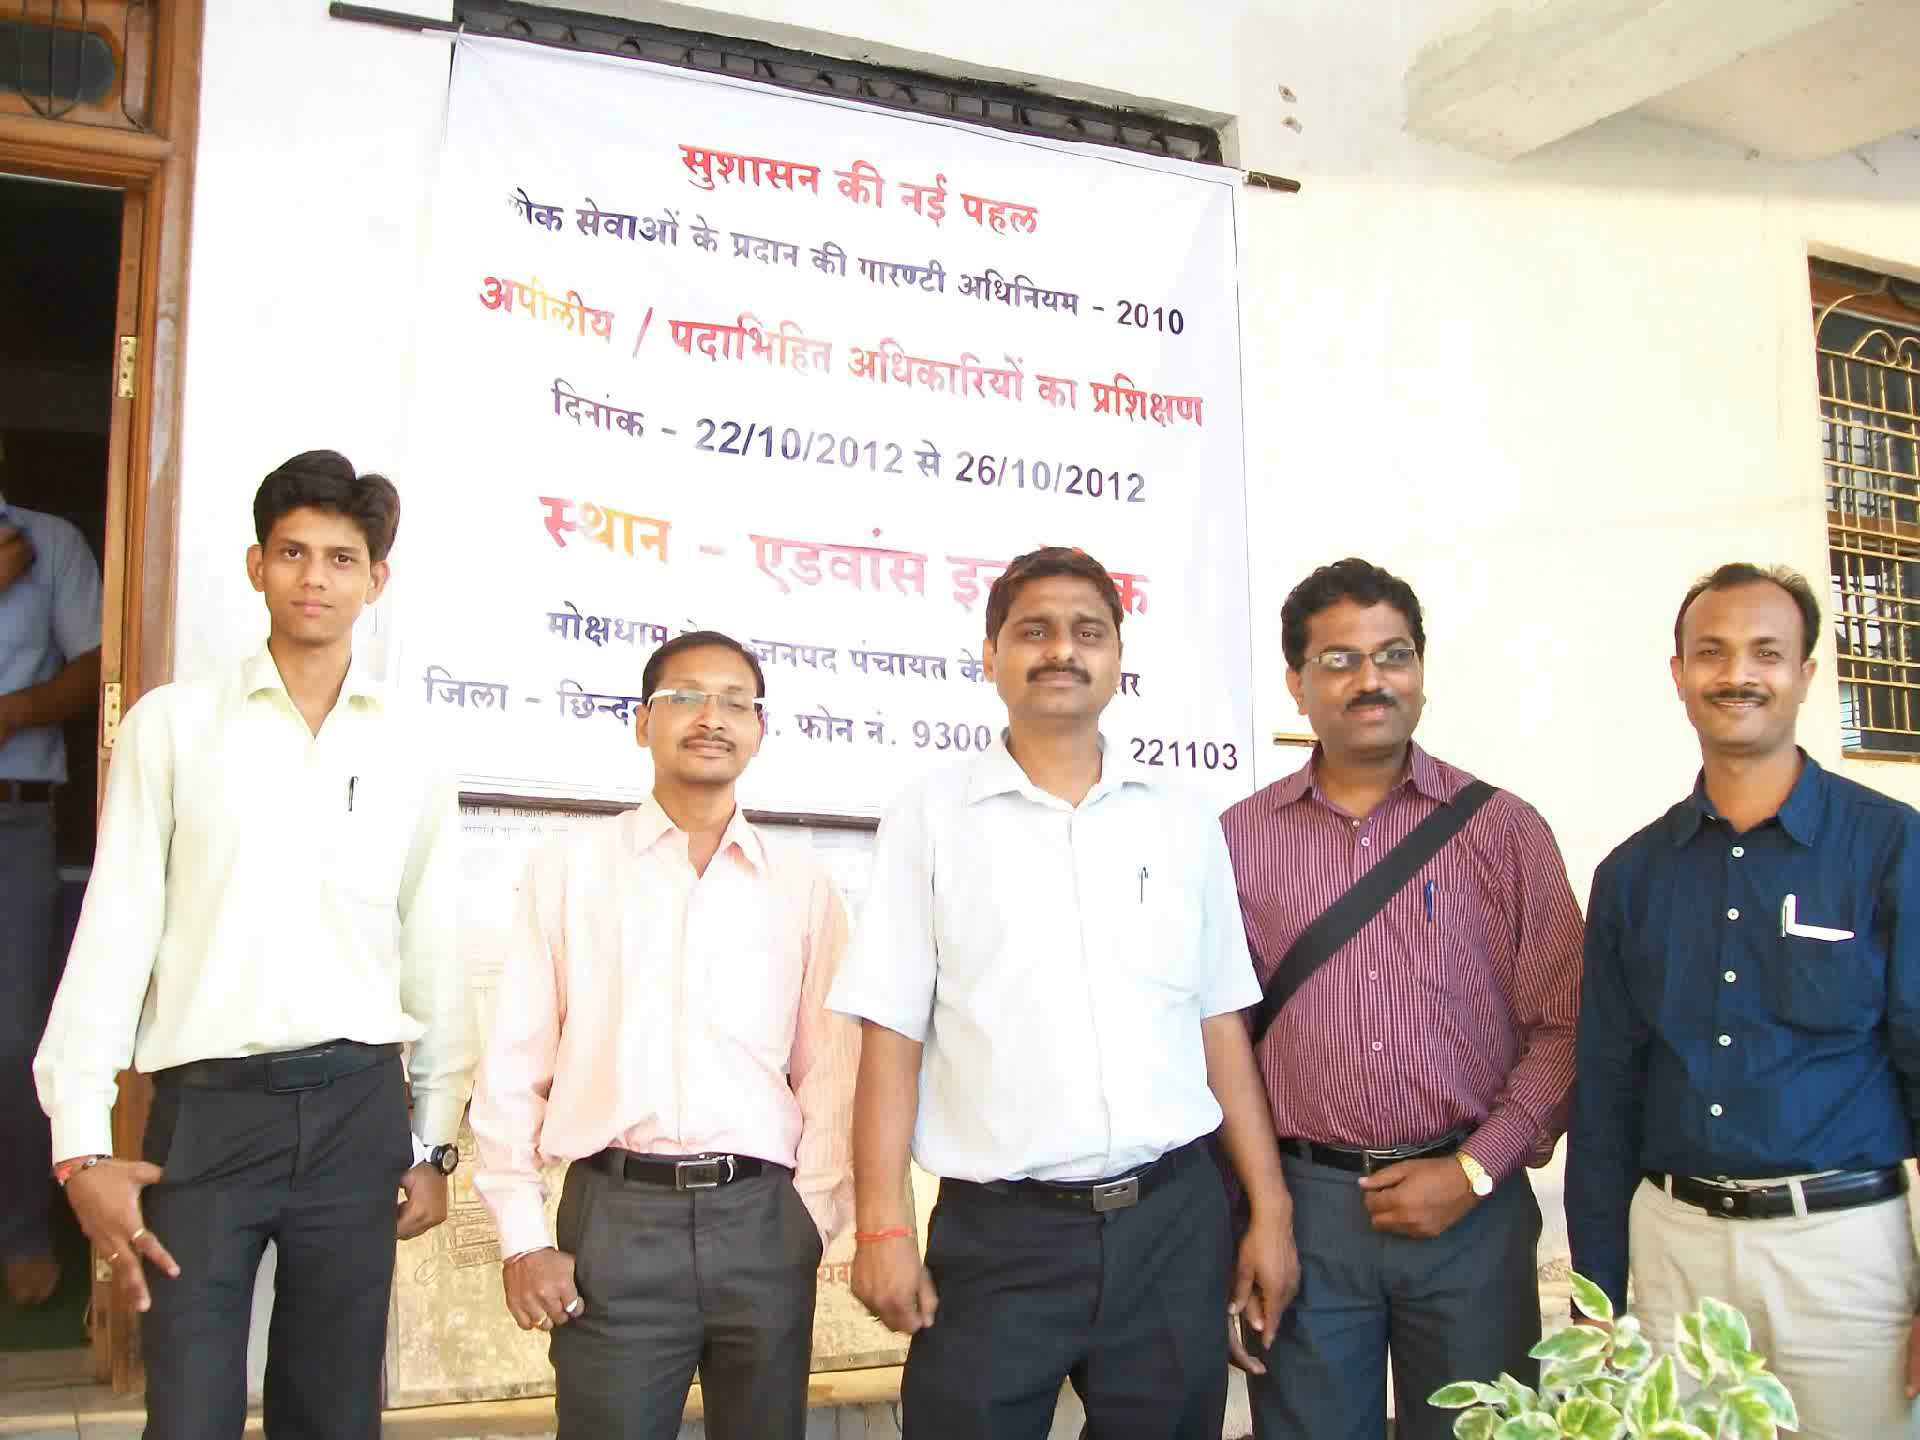 सुशासन की नई पहल
लोक सेवाओं के प्रदान की गारण्टी अधिनियम - 2010
अपीलीय / पदाभिहित अधिकारियों का प्रशिक्षण
दिनांक - 22/10/2012 से 26/10/2012
स्थान - एडवांस
मोक्षधाम जनपद पंचायत के
जिला - फोन नं. 9300 221103
में विज्ञापन